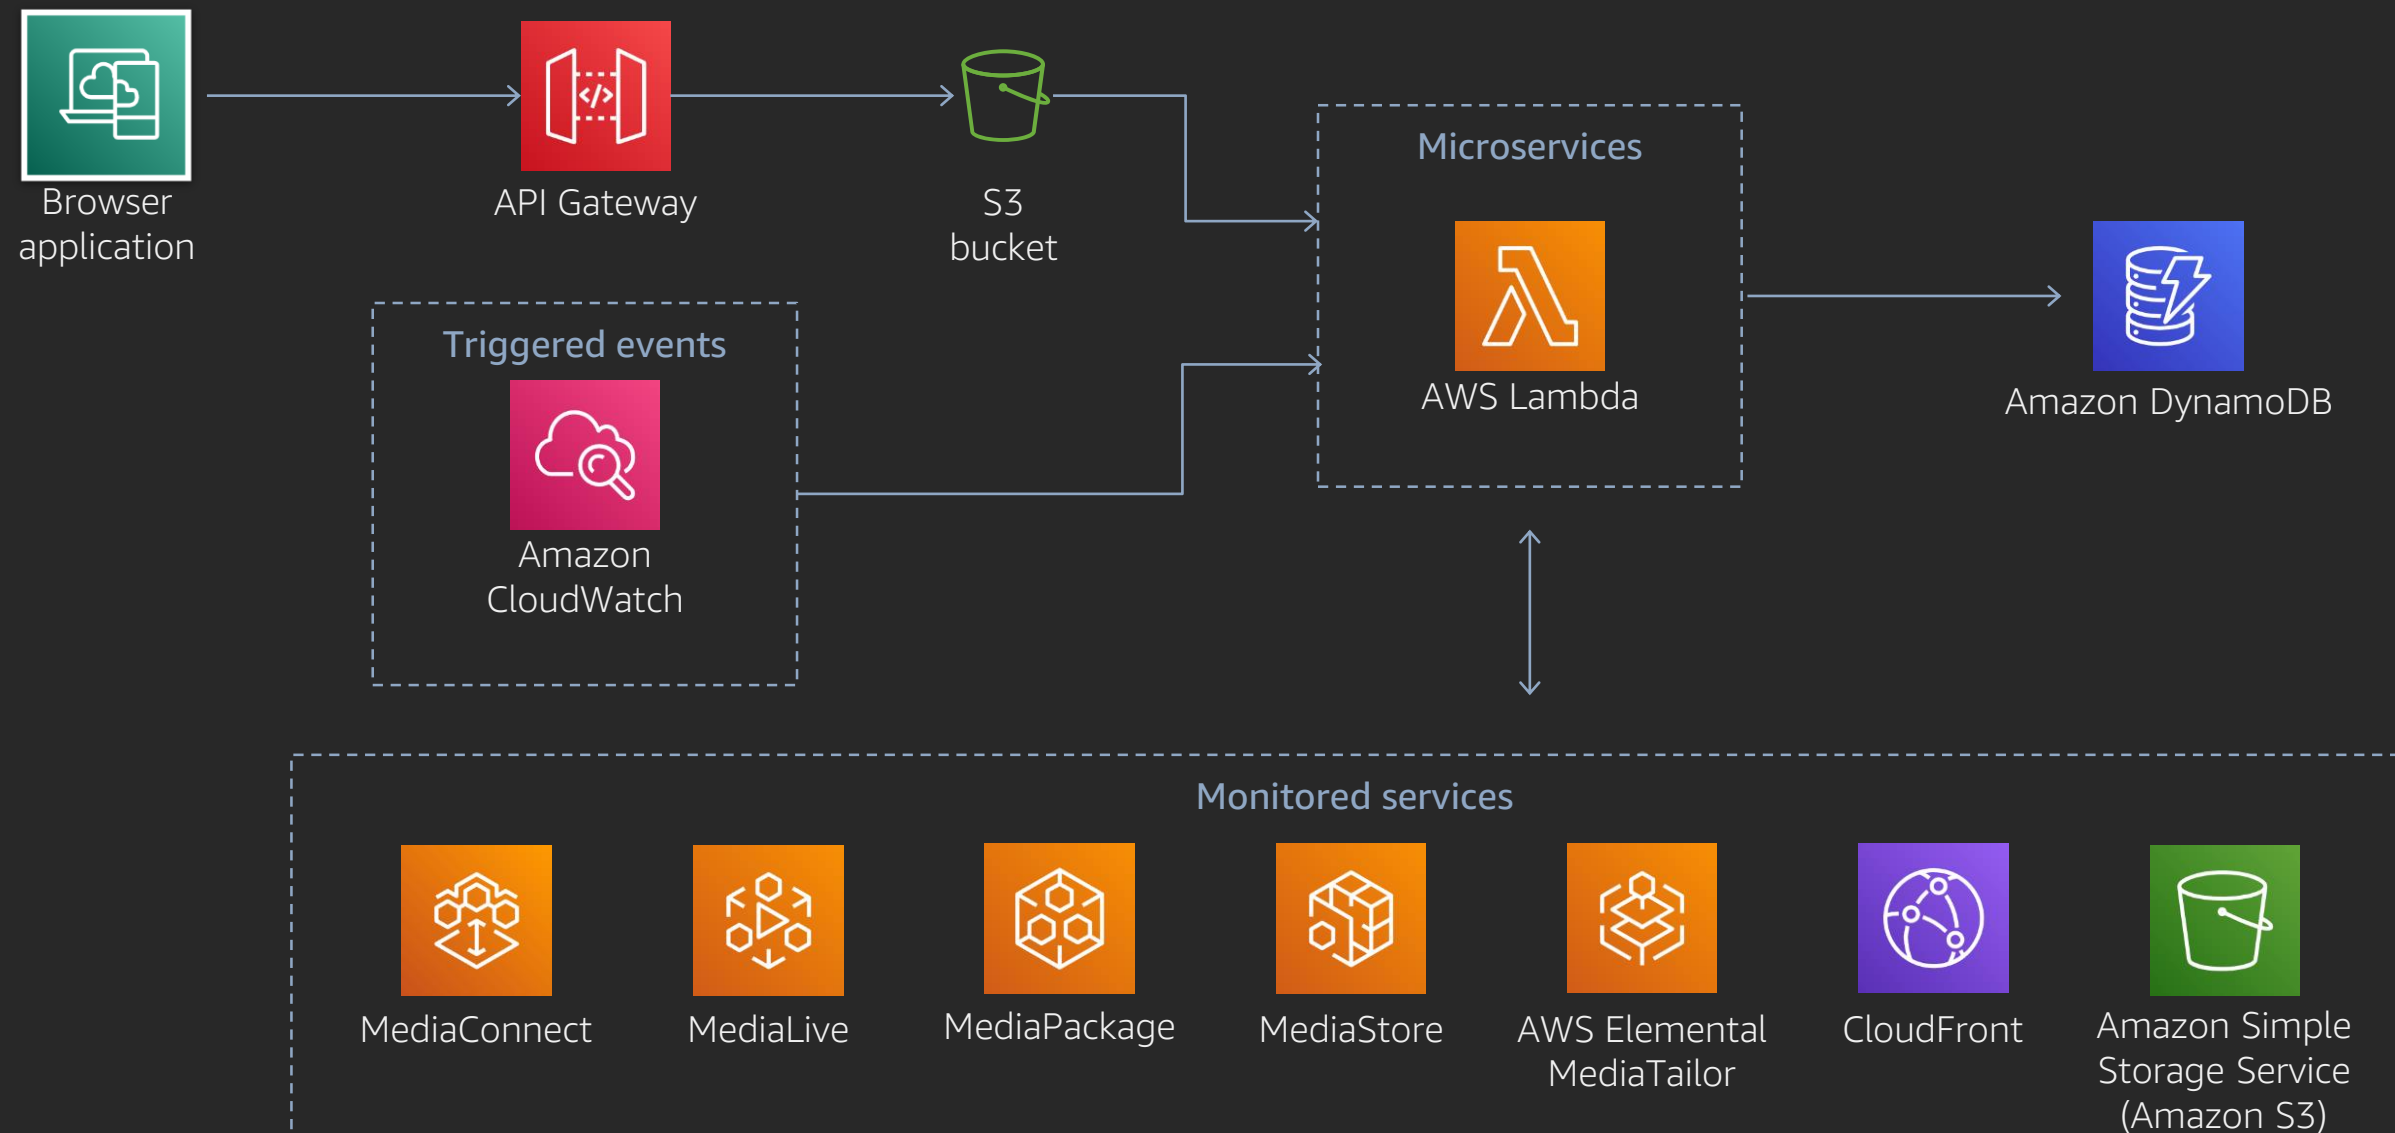 Browser
application
API Gateway
S3
bucket
Microservices
AWS Lambda
Amazon DynamoDB
Triggered events
Amazon
CloudWatch
Monitored services
MediaConnect
MediaLive
MediaPackage
MediaStore
AWS Elemental
MediaTailor
CloudFront
Amazon Simple
Storage Service
(Amazon S3)